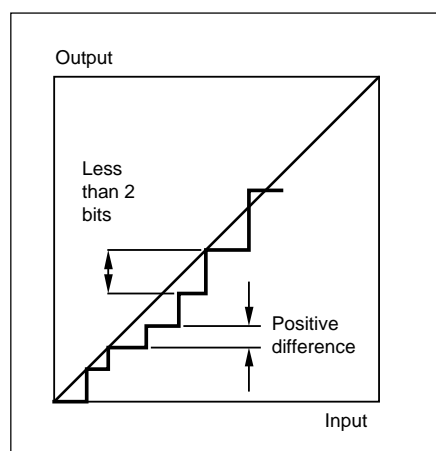 Output
Less
than 2
bits
Positive
difference
Input